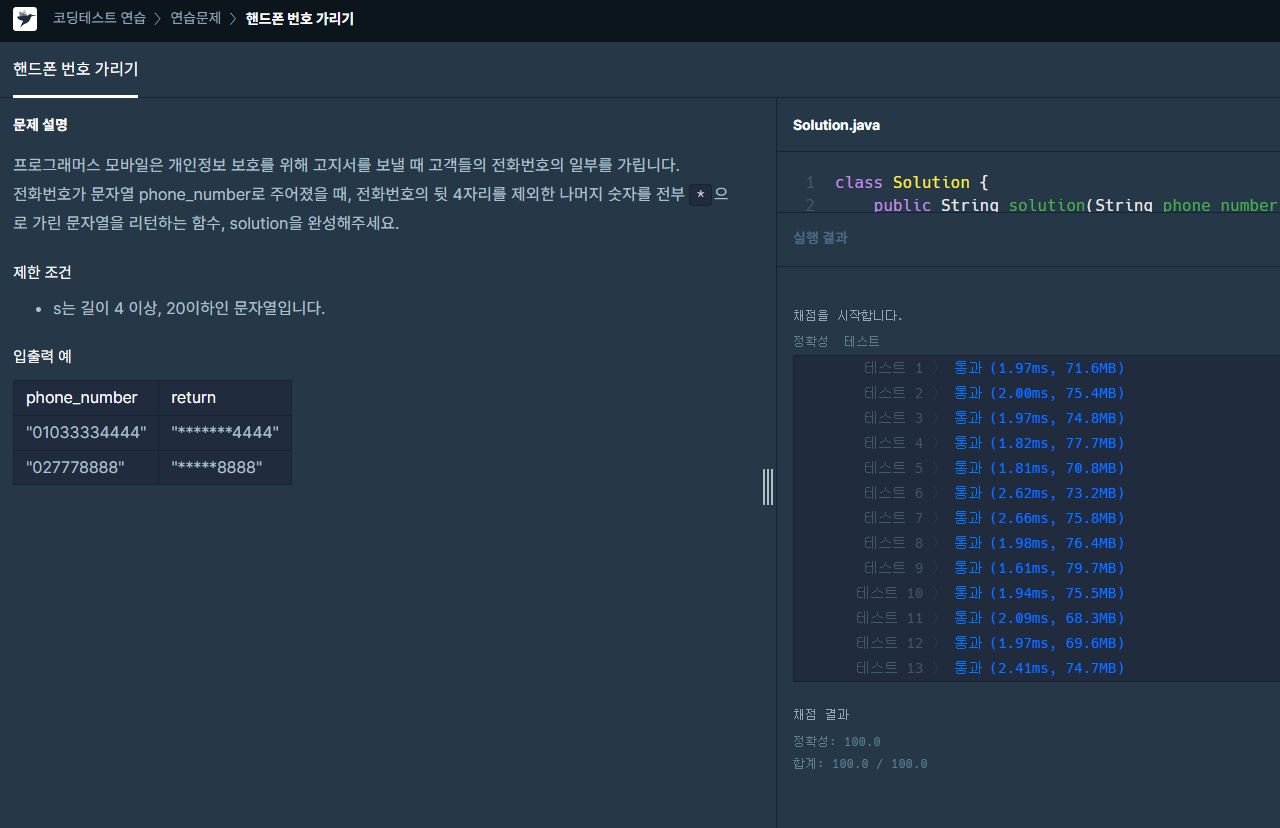 코딩테스트 연습 〉 연습문제 〉 핸드폰 번호 가리기
핸드폰 번호 가리기
문제 설명
프로그래머스 모바일은 개인정보 보호를 위해 고지서를 보낼 때 고객들의 전화번호의 일부를 가립니다.
전화번호가 문자열 phone_number로 주어졌을 때, 전화번호의 뒷 4자리를 제외한 나머지 숫자를 전부 * 으
로 가린 문자열을 리턴하는 함수, solution을 완성해주세요.
제한 조건
• s는 길이 4 이상, 20이하인 문자열입니다.
입출력 예
phone_number return
"01033334444" "*******4444"
"027778888" "*****8888"
Solution.java
1 class Solution {
2 public String solution(String phone_number
실행 결과
채점을 시작합니다.
정확성 테스트
테스트 1 〉 통과 (1.97ms, 71.6MB)
테스트 2 〉 통과 (2.00ms, 75.4MB)
테스트 3 〉 통과 (1.97ms, 74.8MB)
테스트 4 〉 통과 (1.82ms, 77.7MB)
테스트 5 〉 통과 (1.81ms, 70.8MB)
테스트 6 〉 통과 (2.62ms, 73.2MB)
테스트 7 〉 통과 (2.66ms, 75.8MB)
테스트 8 〉 통과 (1.98ms, 76.4MB)
테스트 9 〉 통과 (1.61ms, 79.7MB)
테스트 10 〉 통과 (1.94ms, 75.5MB)
테스트 11 〉 통과 (2.09ms, 68.3MB)
테스트 12 〉 통과 (1.97ms, 69.6MB)
테스트 13 〉 통과 (2.41ms, 74.7MB)
채점 결과
정확성: 100.0
합계: 100.0 / 100.0